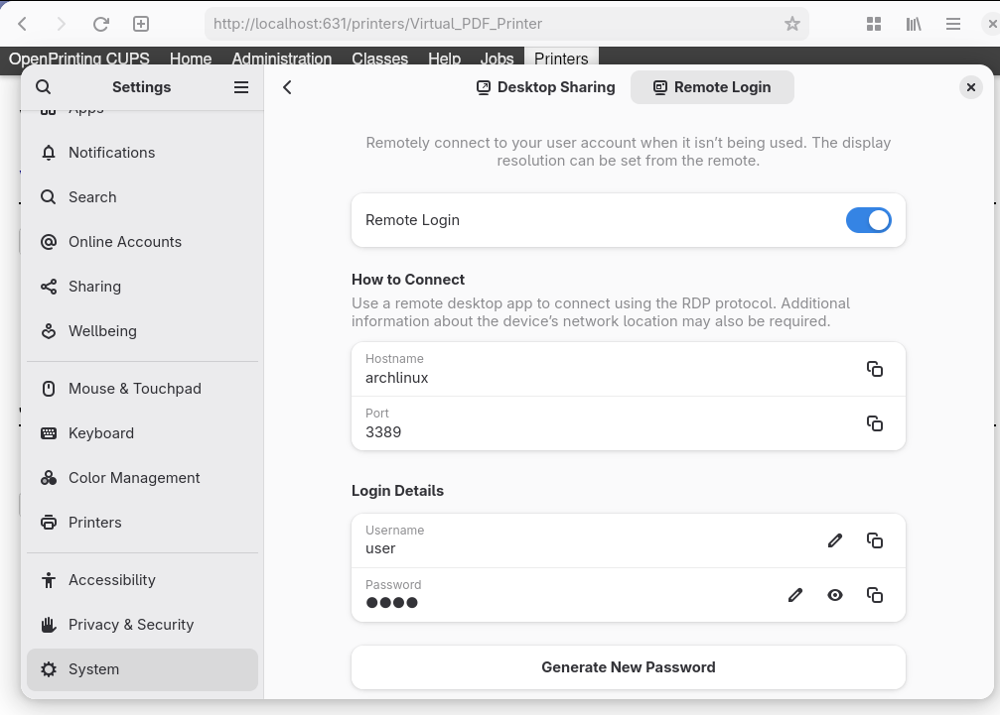 http://localhost:631/printers/Virtual_PDF_Printer
OpenPrinting CUPS Home Administration Classes Help Jobs Printers
Settings
Apps
Notifications
Search
Online Accounts
Sharing
Wellbeing
Mouse & Touchpad
Keyboard
Color Management
Printers
Accessibility
Privacy & Security
System
Desktop Sharing Remote Login
Remotely connect to your user account when it isn’t being used. The display
resolution can be set from the remote.
Remote Login
How to Connect
Use a remote desktop app to connect using the RDP protocol. Additional
information about the device’s network location may also be required.
Hostname
archlinux
Port
3389
Login Details
Username
user
Password
●●●●
Generate New Password